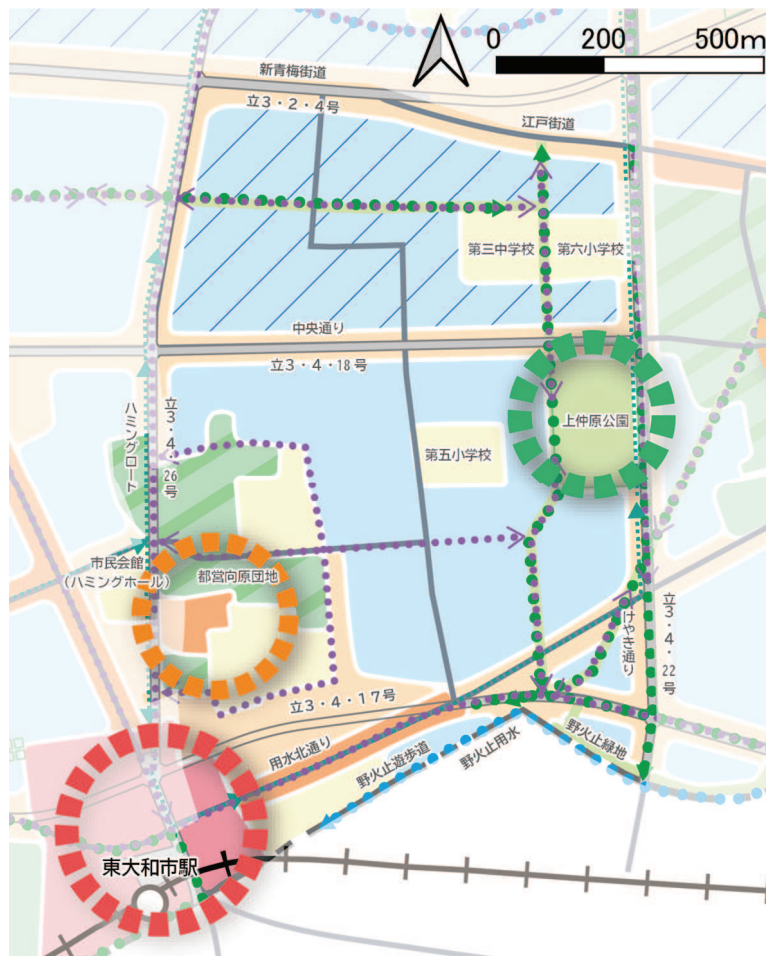 0 200 500m
新青梅街道
立3・2・4号
江戸街道
第三中学校
第六小学校
中央通り
立3・4・18号
上仲原公園
ハミングロード
立3・4・26号
第五小学校
市民会館
(ハミングホール)
都営向原団地
けやき通り
立3・4・22号
立3・4・17号
用水北通り
野火止遊歩道
野火止用水
野火止緑地
東大和市駅